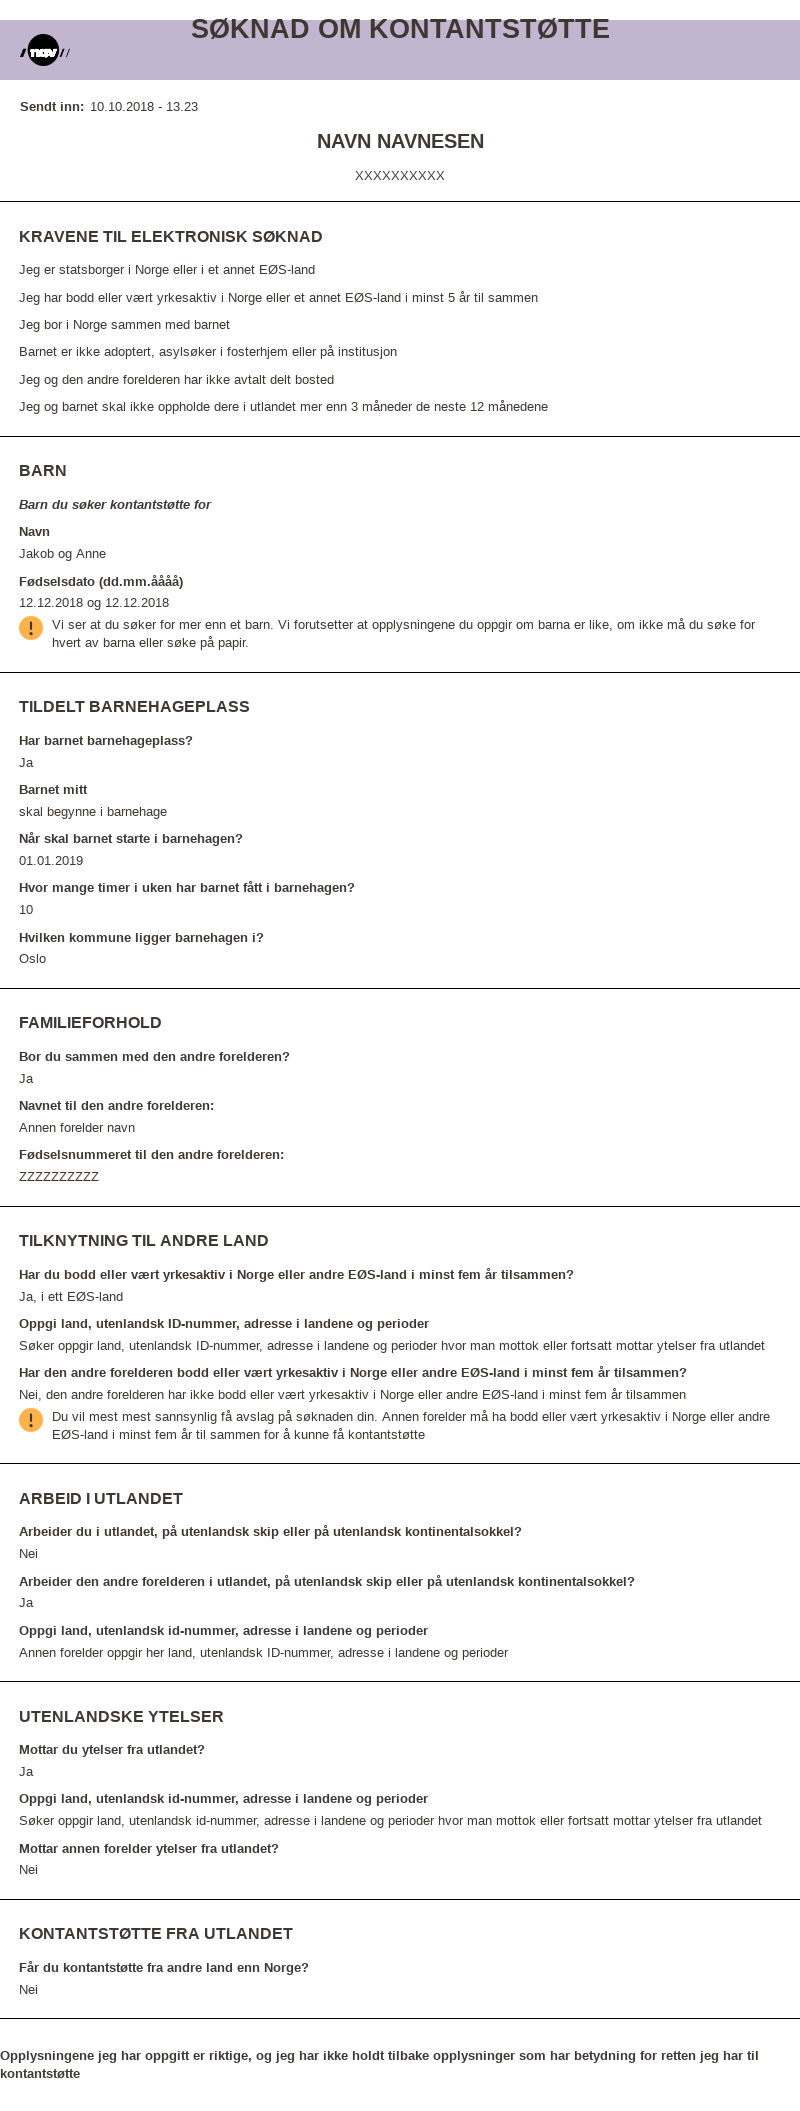 SØKNAD OM KONTANTSTØTTE
nav
Sendt inn: 10.10.2018 - 13.23
NAVN NAVNESEN
XXXXXXXXXX
KRAVENE TIL ELEKTRONISK SØKNAD
Jeg er statsborger i Norge eller i et annet EØS-land
Jeg har bodd eller vært yrkesaktiv i Norge eller et annet EØS-land i minst 5 år til sammen
Jeg bor i Norge sammen med barnet
Barnet er ikke adoptert, asylsøker i fosterhjem eller på institusjon
Jeg og den andre forelderen har ikke avtalt delt bosted
Jeg og barnet skal ikke oppholde dere i utlandet mer enn 3 måneder de neste 12 månedene
BARN
Barn du søker kontantstøtte for
Navn
Jakob og Anne
Fødselsdato (dd.mm.åååå)
12.12.2018 og 12.12.2018
Vi ser at du søker for mer enn et barn. Vi forutsetter at opplysningene du oppgir om barna er like, om ikke må du søke for
hvert av barna eller søke på papir.
TILDELT BARNEHAGEPLASS
Har barnet barnehageplass?
Ja
Barnet mitt
skal begynne i barnehage
Når skal barnet starte i barnehagen?
01.01.2019
Hvor mange timer i uken har barnet fått i barnehagen?
10
Hvilken kommune ligger barnehagen i?
Oslo
FAMILIEFORHOLD
Bor du sammen med den andre forelderen?
Ja
Navnet til den andre forelderen:
Annen forelder navn
Fødselsnummeret til den andre forelderen:
ZZZZZZZZZZ
TILKNYTNING TIL ANDRE LAND
Har du bodd eller vært yrkesaktiv i Norge eller andre EØS-land i minst fem år tilsammen?
Ja, i ett EØS-land
Oppgi land, utenlandsk ID-nummer, adresse i landene og perioder
Søker oppgir land, utenlandsk ID-nummer, adresse i landene og perioder hvor man mottok eller fortsatt mottar ytelser fra utlandet
Har den andre forelderen bodd eller vært yrkesaktiv i Norge eller andre EØS-land i minst fem år tilsammen?
Nei, den andre forelderen har ikke bodd eller vært yrkesaktiv i Norge eller andre EØS-land i minst fem år tilsammen
Du vil mest mest sannsynlig få avslag på søknaden din. Annen forelder må ha bodd eller vært yrkesaktiv i Norge eller andre
EØS-land i minst fem år til sammen for å kunne få kontantstøtte
ARBEID I UTLANDET
Arbeider du i utlandet, på utenlandsk skip eller på utenlandsk kontinentalsokkel?
Nei
Arbeider den andre forelderen i utlandet, på utenlandsk skip eller på utenlandsk kontinentalsokkel?
Ja
Oppgi land, utenlandsk id-nummer, adresse i landene og perioder
Annen forelder oppgir her land, utenlandsk ID-nummer, adresse i landene og perioder
UTENLANDSKE YTELSER
Mottar du ytelser fra utlandet?
Ja
Oppgi land, utenlandsk id-nummer, adresse i landene og perioder
Søker oppgir land, utenlandsk id-nummer, adresse i landene og perioder hvor man mottok eller fortsatt mottar ytelser fra utlandet
Mottar annen forelder ytelser fra utlandet?
Nei
KONTANTSTØTTE FRA UTLANDET
Får du kontantstøtte fra andre land enn Norge?
Nei
Opplysningene jeg har oppgitt er riktige, og jeg har ikke holdt tilbake opplysninger som har betydning for retten jeg har til
kontantstøtte